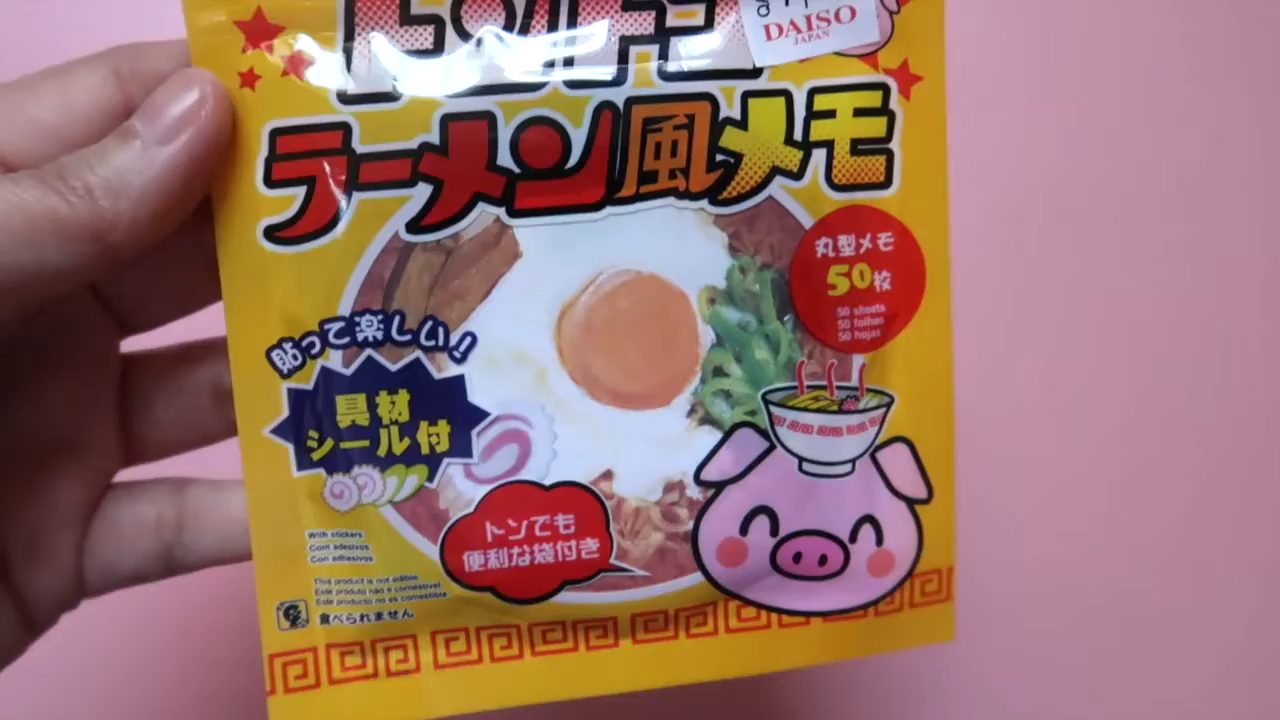 DAISO
JAPAN
ラーメン風メモ
丸型メモ
50枚
50 sheets
50 folhas
50 hojas
貼って楽しい!
具材
シール付
トンでも
便利な袋付き
With stickers
Com adesivos
Con adhesivos
This product is not edible
Este produto não é comestível
Este producto no es comestible
食べられません